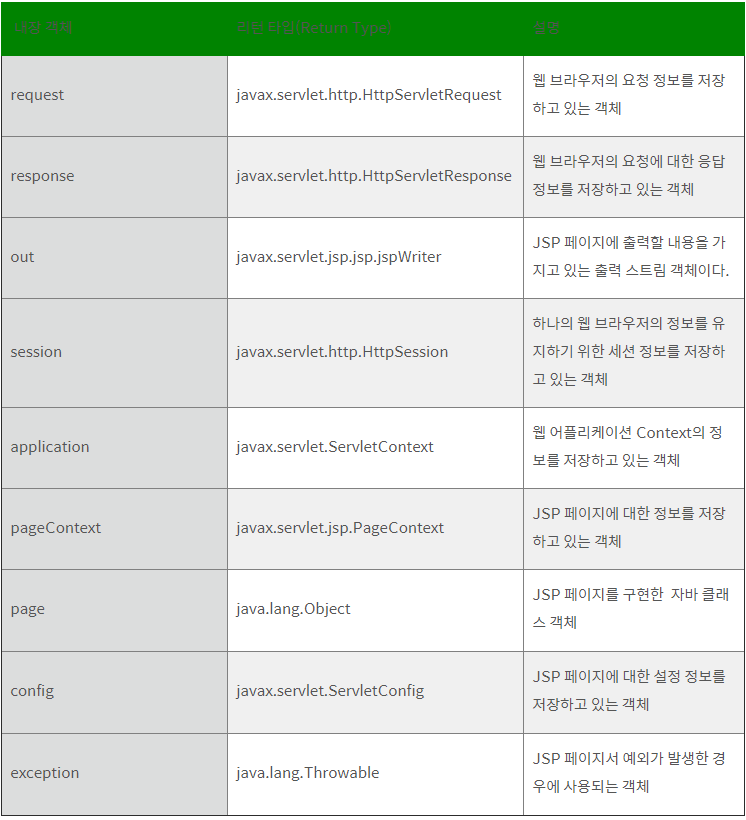 내장 객체 리턴 타입(Return Type) 설명
request javax.servlet.http.HttpServletRequest 웹 브라우저의 요청 정보를 저장
하고 있는 객체
response javax.servlet.http.HttpServletResponse 웹 브라우저의 요청에 대한 응답
정보를 저장하고 있는 객체
out javax.servlet.jsp.jsp.jspWriter JSP 페이지에 출력할 내용을 가
지고 있는 출력 스트림 객체이다.
session javax.servlet.http.HttpSession 하나의 웹 브라우저의 정보를 유
지하기 위한 세션 정보를 저장하
고 있는 객체
application javax.servlet.ServletContext 웹 어플리케이션 Context의 정
보를 저장하고 있는 객체
pageContext javax.servlet.jsp.PageContext JSP 페이지에 대한 정보를 저장
하고 있는 객체
page java.lang.Object JSP 페이지를 구현한 자바 클래
스 객체
config javax.servlet.ServletConfig JSP 페이지에 대한 설정 정보를
저장하고 있는 객체
exception java.lang.Throwable JSP 페이지서 예외가 발생한 경
우에 사용되는 객체